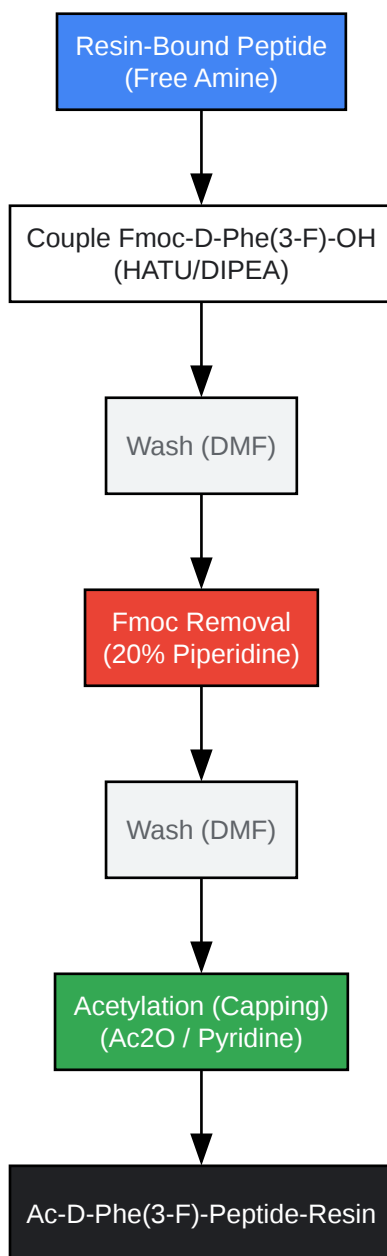 Resin-Bound Peptide
(Free Amine)
Couple Fmoc-D-Phe(3-F)-OH
(HATU/DIPEA)
Wash (DMF)
Fmoc Removal
(20% Piperidine)
Wash (DMF)
Acetylation (Capping)
(Ac2O / Pyridine)
Ac-D-Phe(3-F)-Peptide-Resin